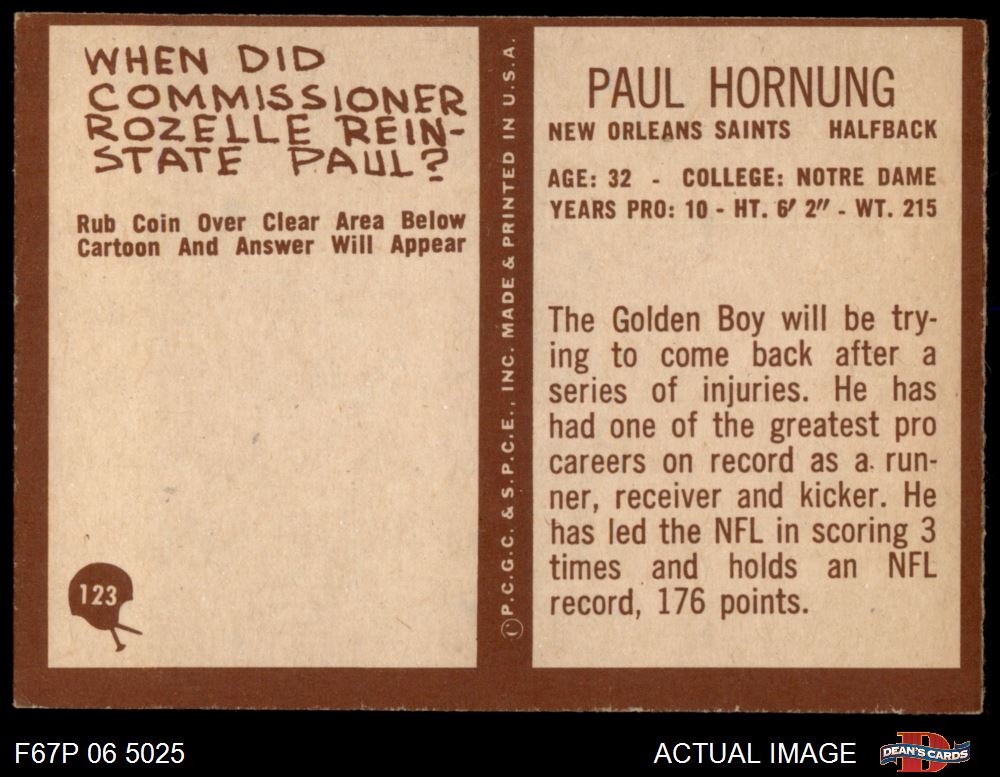 WHEN DID
COMMISSIONER
ROZELLE REIN-
STATE PAUL?
Rub Coin Over Clear Area Below
Cartoon And Answer Will Appear
123
©P.C.G.C. & S.P.C.E., INC. MADE & PRINTED IN U.S.A.
PAUL HORNUNG
NEW ORLEANS SAINTS HALFBACK
AGE: 32 - COLLEGE: NOTRE DAME
YEARS PRO: 10 - HT. 6' 2" - WT. 215
The Golden Boy will be try-
ing to come back after a
series of injuries. He has
had one of the greatest pro
careers on record as a run-
ner, receiver and kicker. He
has led the NFL in scoring 3
times and holds an NFL
record, 176 points.
F67P 06 5025
ACTUAL IMAGE
D
DEAN'S CARDS